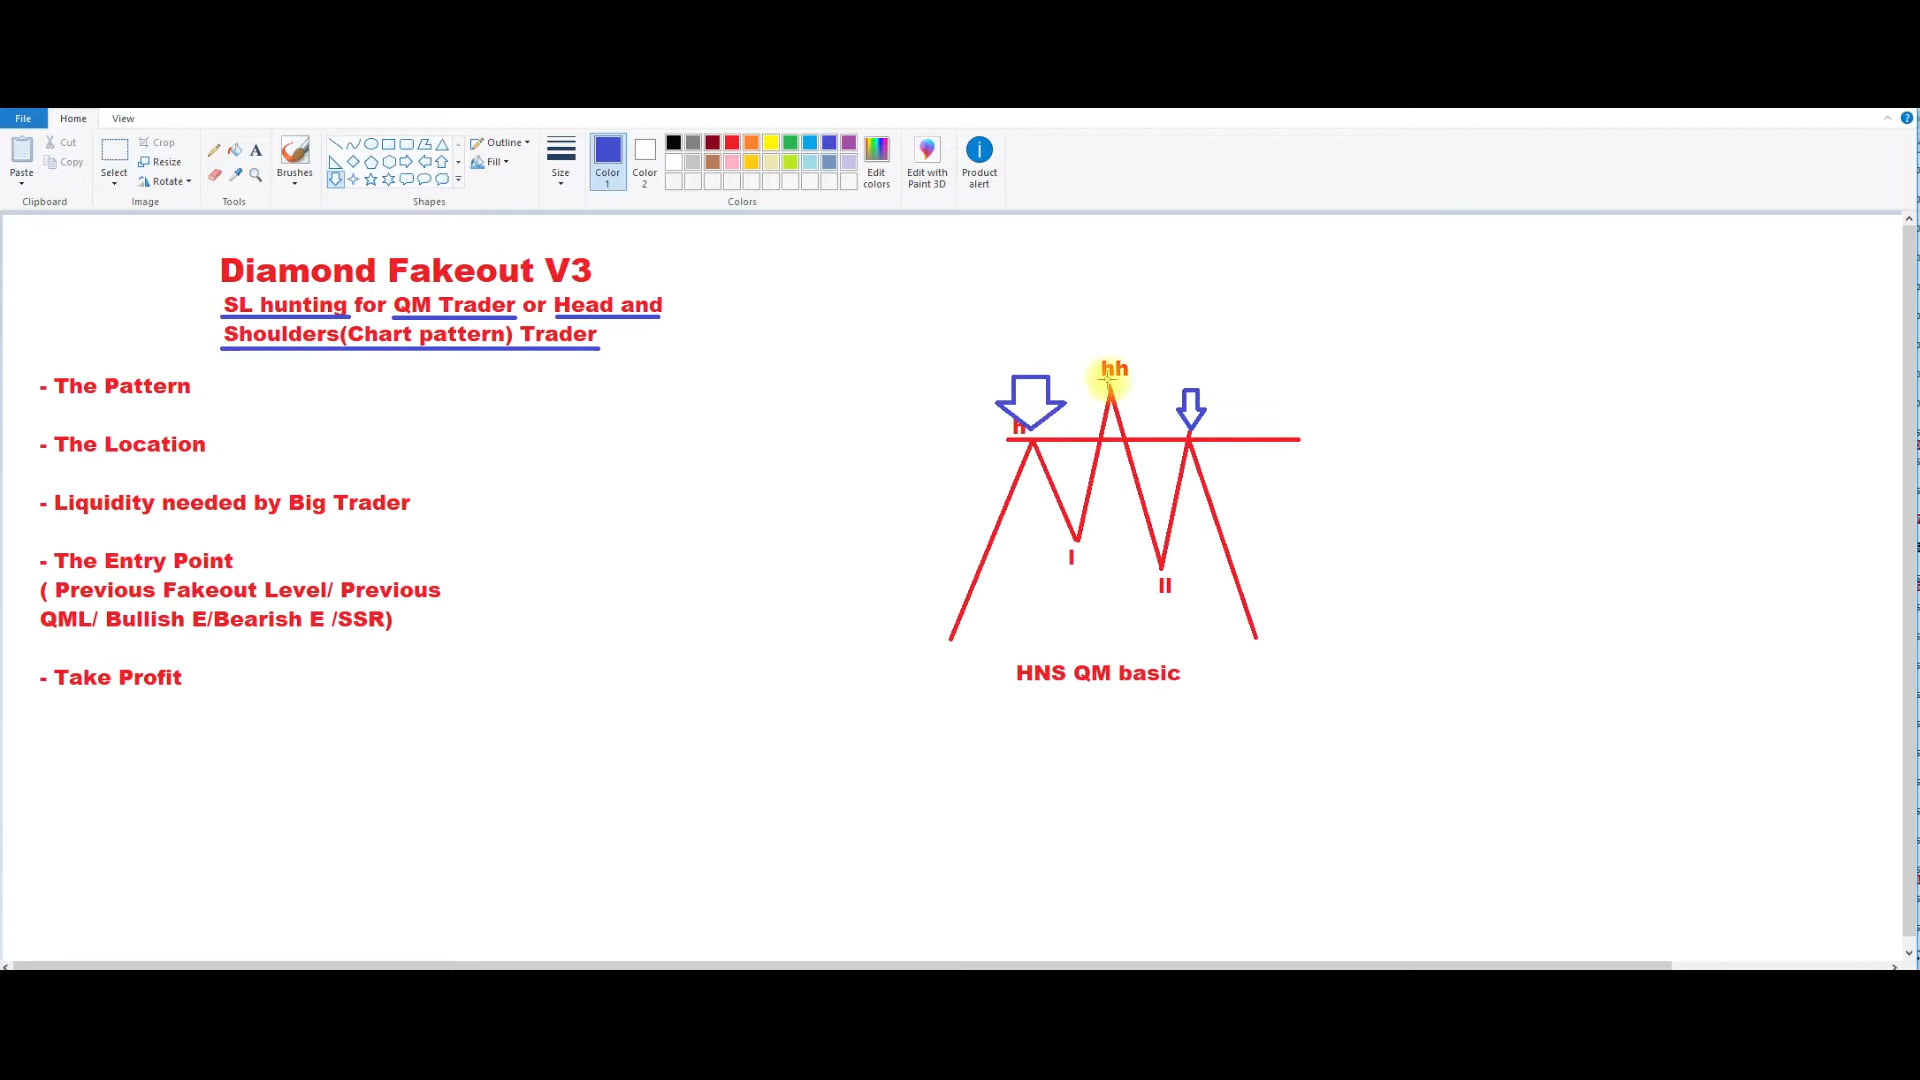 File
Home
View
Paste
Cut
Copy
Clipboard
Select
Crop
Resize
Rotate
Image
A
Tools
Brushes
Outline
Fill
Shapes
Size
Color
1
Color
2
Edit
colors
Colors
Edit with
Paint 3D
Product
alert
Diamond Fakeout V3
SL hunting for QM Trader or Head and
Shoulders(Chart pattern) Trader
- The Pattern
- The Location
- Liquidity needed by Big Trader
- The Entry Point
( Previous Fakeout Level/ Previous
QML/ Bullish E/Bearish E /SSR)
- Take Profit
hh
h
l
ll
HNS QM basic